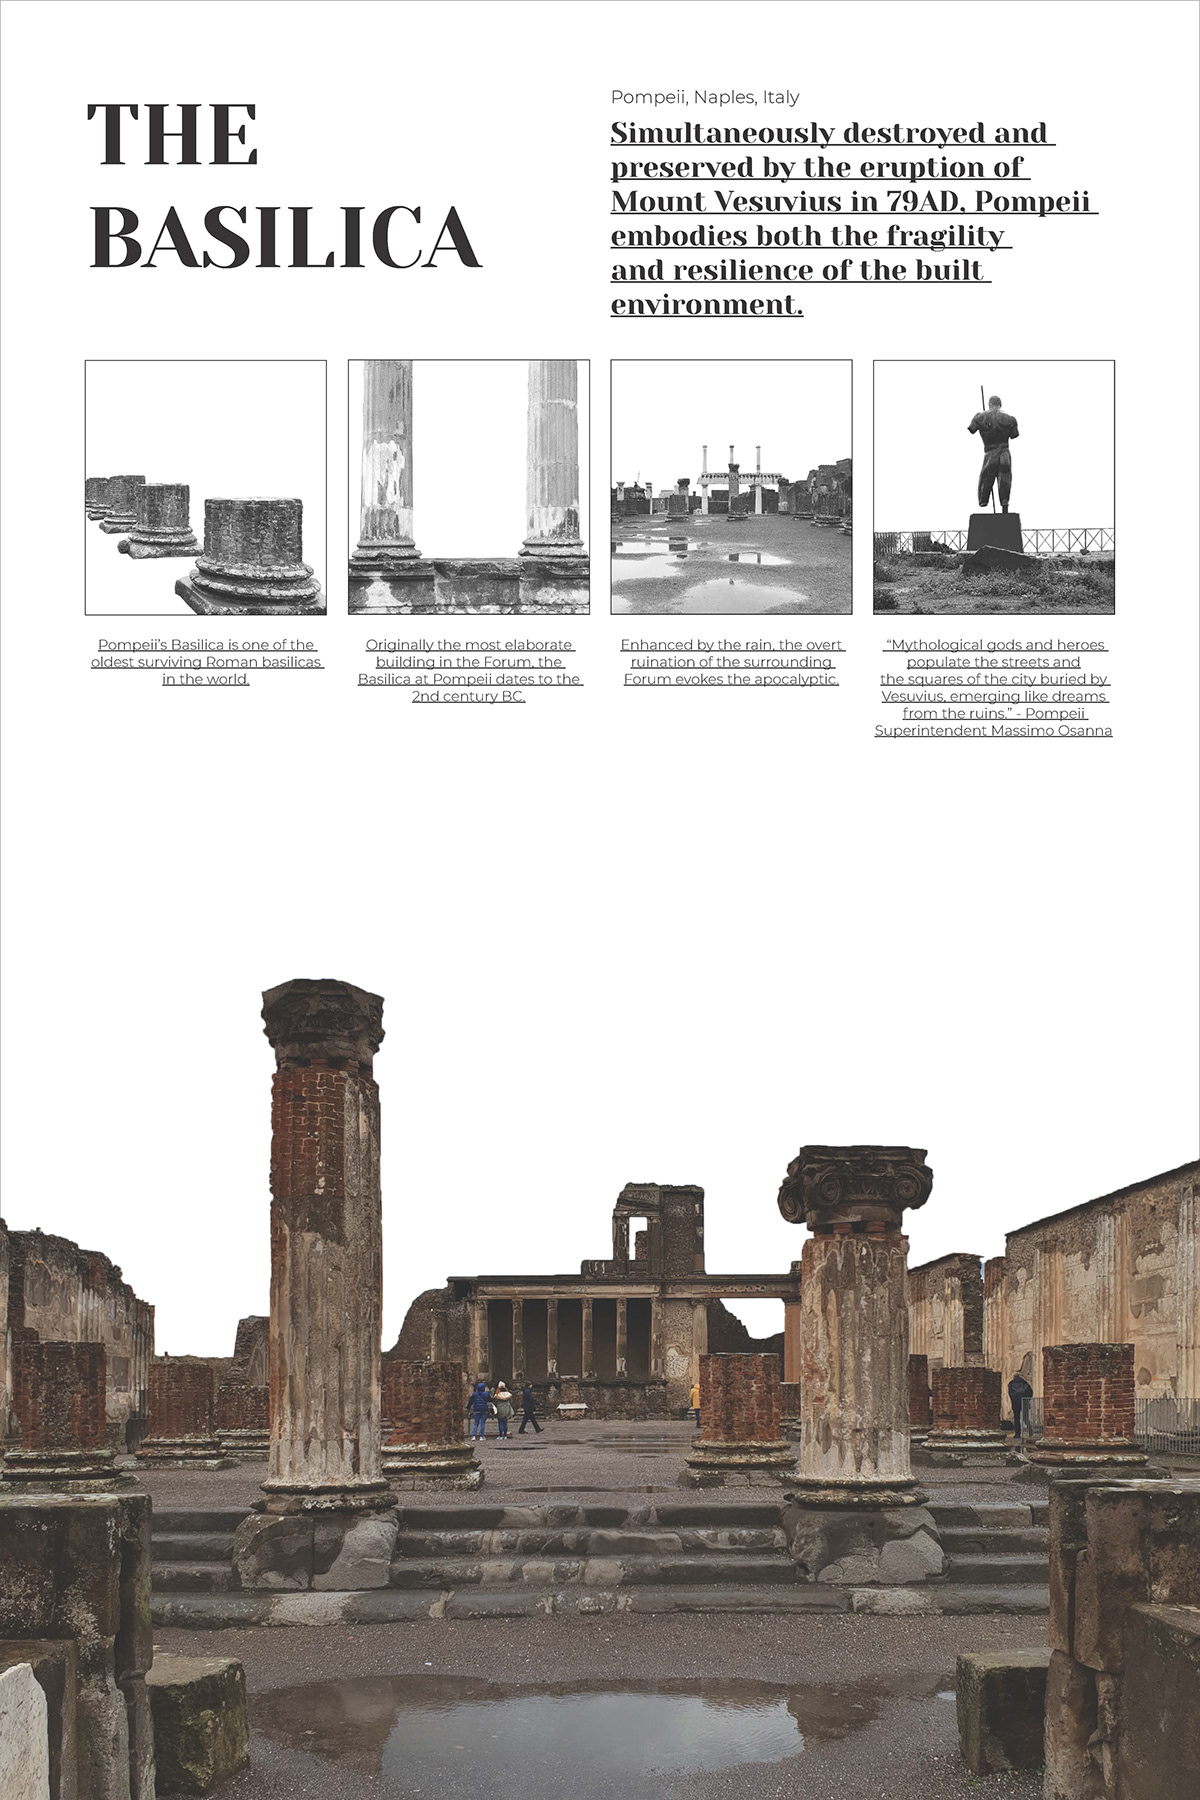 THE
BASILICA
Pompeii, Naples, Italy
Simultaneously destroyed and
preserved by the eruption of
Mount Vesuvius in 79AD, Pompeii
embodies both the fragility
and resilience of the built
environment.
Pompeii’s Basilica is one of the
oldest surviving Roman basilicas
in the world.
Originally the most elaborate
building in the Forum, the
Basilica at Pompeii dates to the
2nd century BC.
Enhanced by the rain, the overt
ruination of the surrounding
Forum evokes the apocalyptic.
“Mythological gods and heroes
populate the streets and
the squares of the city buried by
Vesuvius, emerging like dreams
from the ruins.” - Pompeii
Superintendent Massimo Osanna